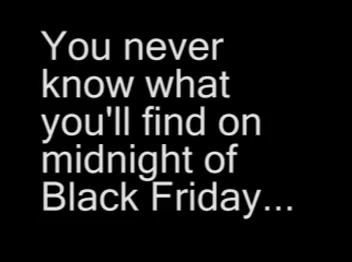 You never
know what
you'll find on
midnight of
Black Friday...